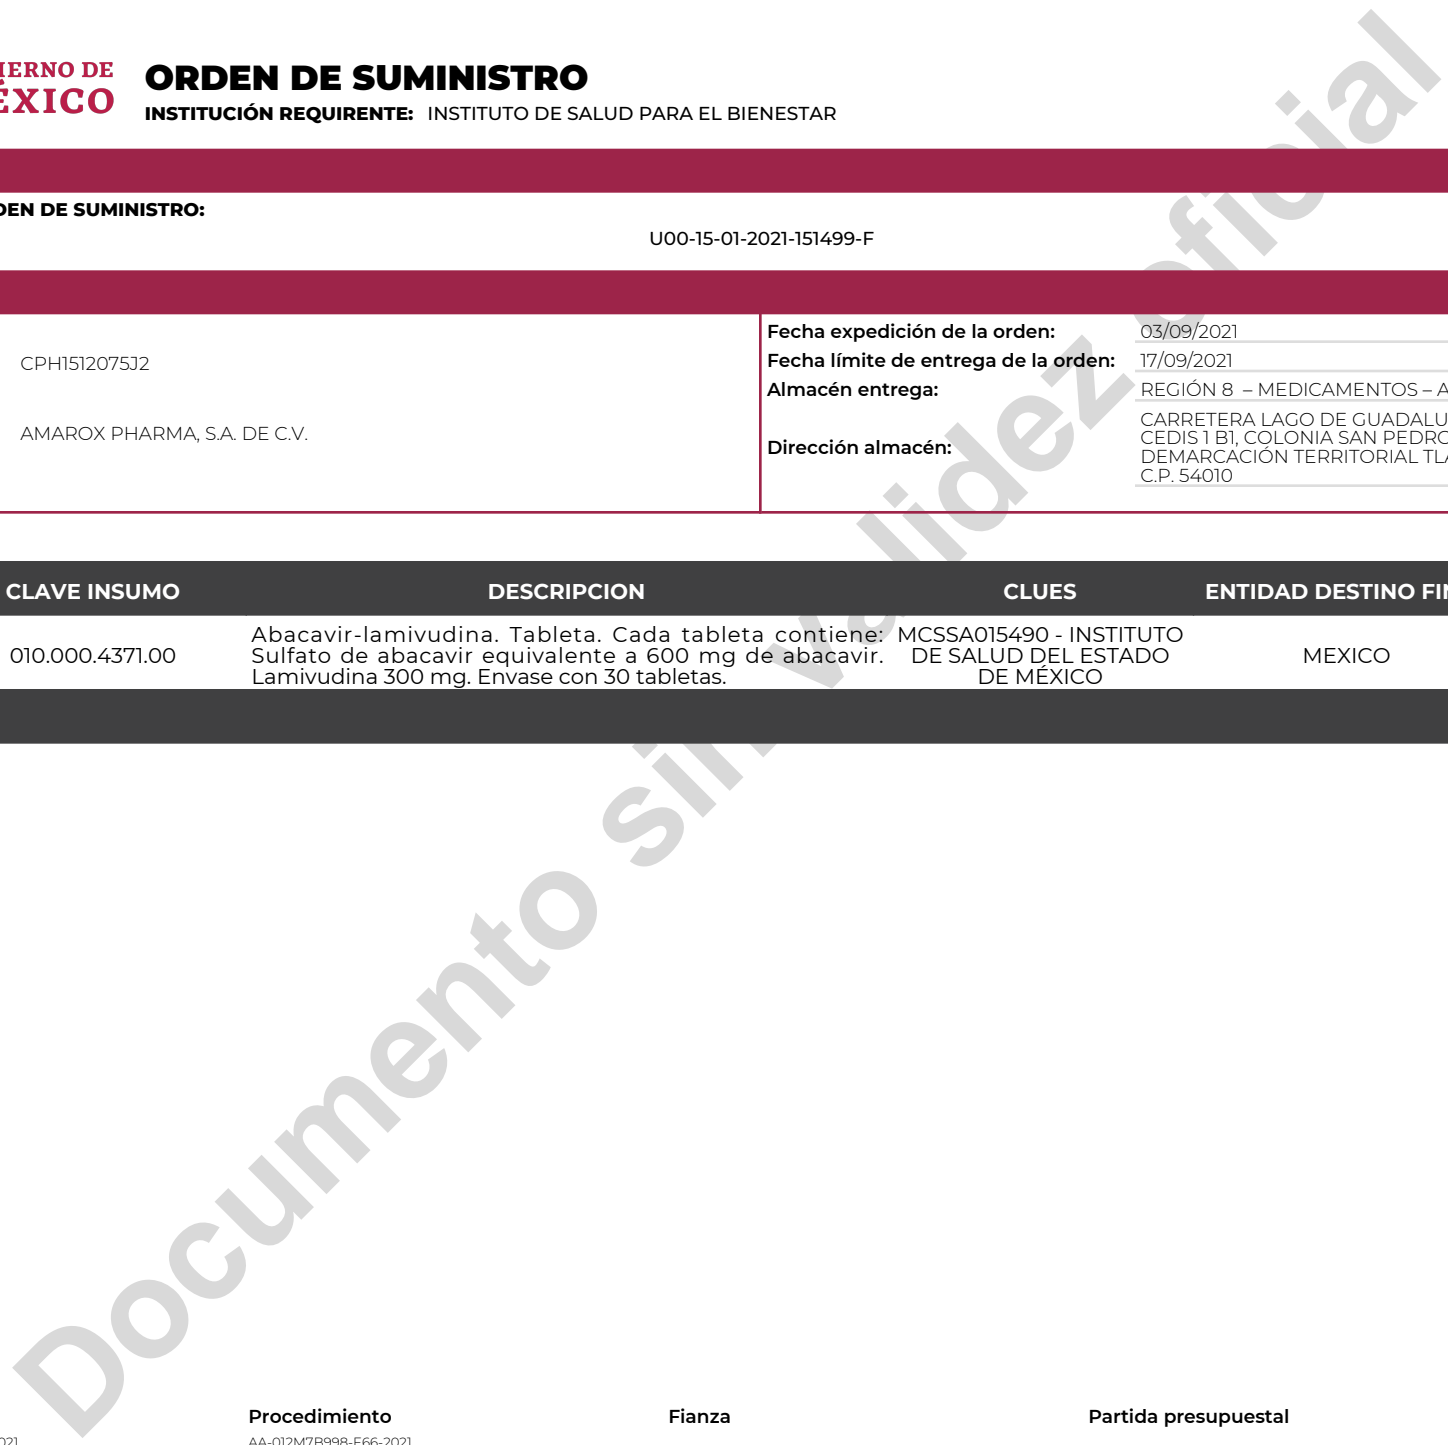 IERNO DE
ÉXICO
ORDEN DE SUMINISTRO
INSTITUCIÓN REQUIRENTE: INSTITUTO DE SALUD PARA EL BIENESTAR
DEN DE SUMINISTRO:
U00-15-01-2021-151499-F
CPH1512075J2
AMAROX PHARMA, S.A. DE C.V.
Fecha expedición de la orden: 03/09/2021
Fecha límite de entrega de la orden: 17/09/2021
Almacén entrega: REGIÓN 8 – MEDICAMENTOS – A
Dirección almacén:
CARRETERA LAGO DE GUADALU
CEDIS 1 B1, COLONIA SAN PEDRO
DEMARCACIÓN TERRITORIAL TLA
C.P. 54010
CLAVE INSUMO DESCRIPCION CLUES ENTIDAD DESTINO FIN
010.000.4371.00
Abacavir-lamivudina. Tableta. Cada tableta contiene:
Sulfato de abacavir equivalente a 600 mg de abacavir.
Lamivudina 300 mg. Envase con 30 tabletas.
MCSSA015490 - INSTITUTO
DE SALUD DEL ESTADO
DE MÉXICO
MEXICO
Documento sin validez oficial
Procedimiento Fianza Partida presupuestal
021 AA-012M7B998-E66-2021